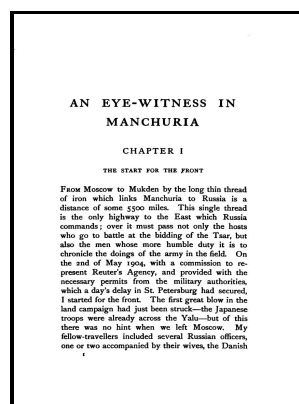 AN EYE-WITNESS IN
MANCHURIA
CHAPTER I
THE START FOR THE FRONT
FROM Moscow to Mukden by the long thin thread
of iron which links Manchuria to Russia is a
distance of some 5500 miles. This single thread
is the only highway to the East which Russia
commands; over it must pass not only the hosts
who go to battle at the bidding of the Tsar, but
also the men whose more humble duty it is to
chronicle the doings of the army in the field. On
the 2nd of May 1904, with a commission to re-
present Reuter's Agency, and provided with the
necessary permits from the military authorities,
which a day's delay in St. Petersburg had secured,
I started for the front. The first great blow in the
land campaign had just been struck—the Japanese
troops were already across the Yalu—but of this
there was no hint when we left Moscow. My
fellow-travellers included several Russian officers,
one or two accompanied by their wives, the Danish
1